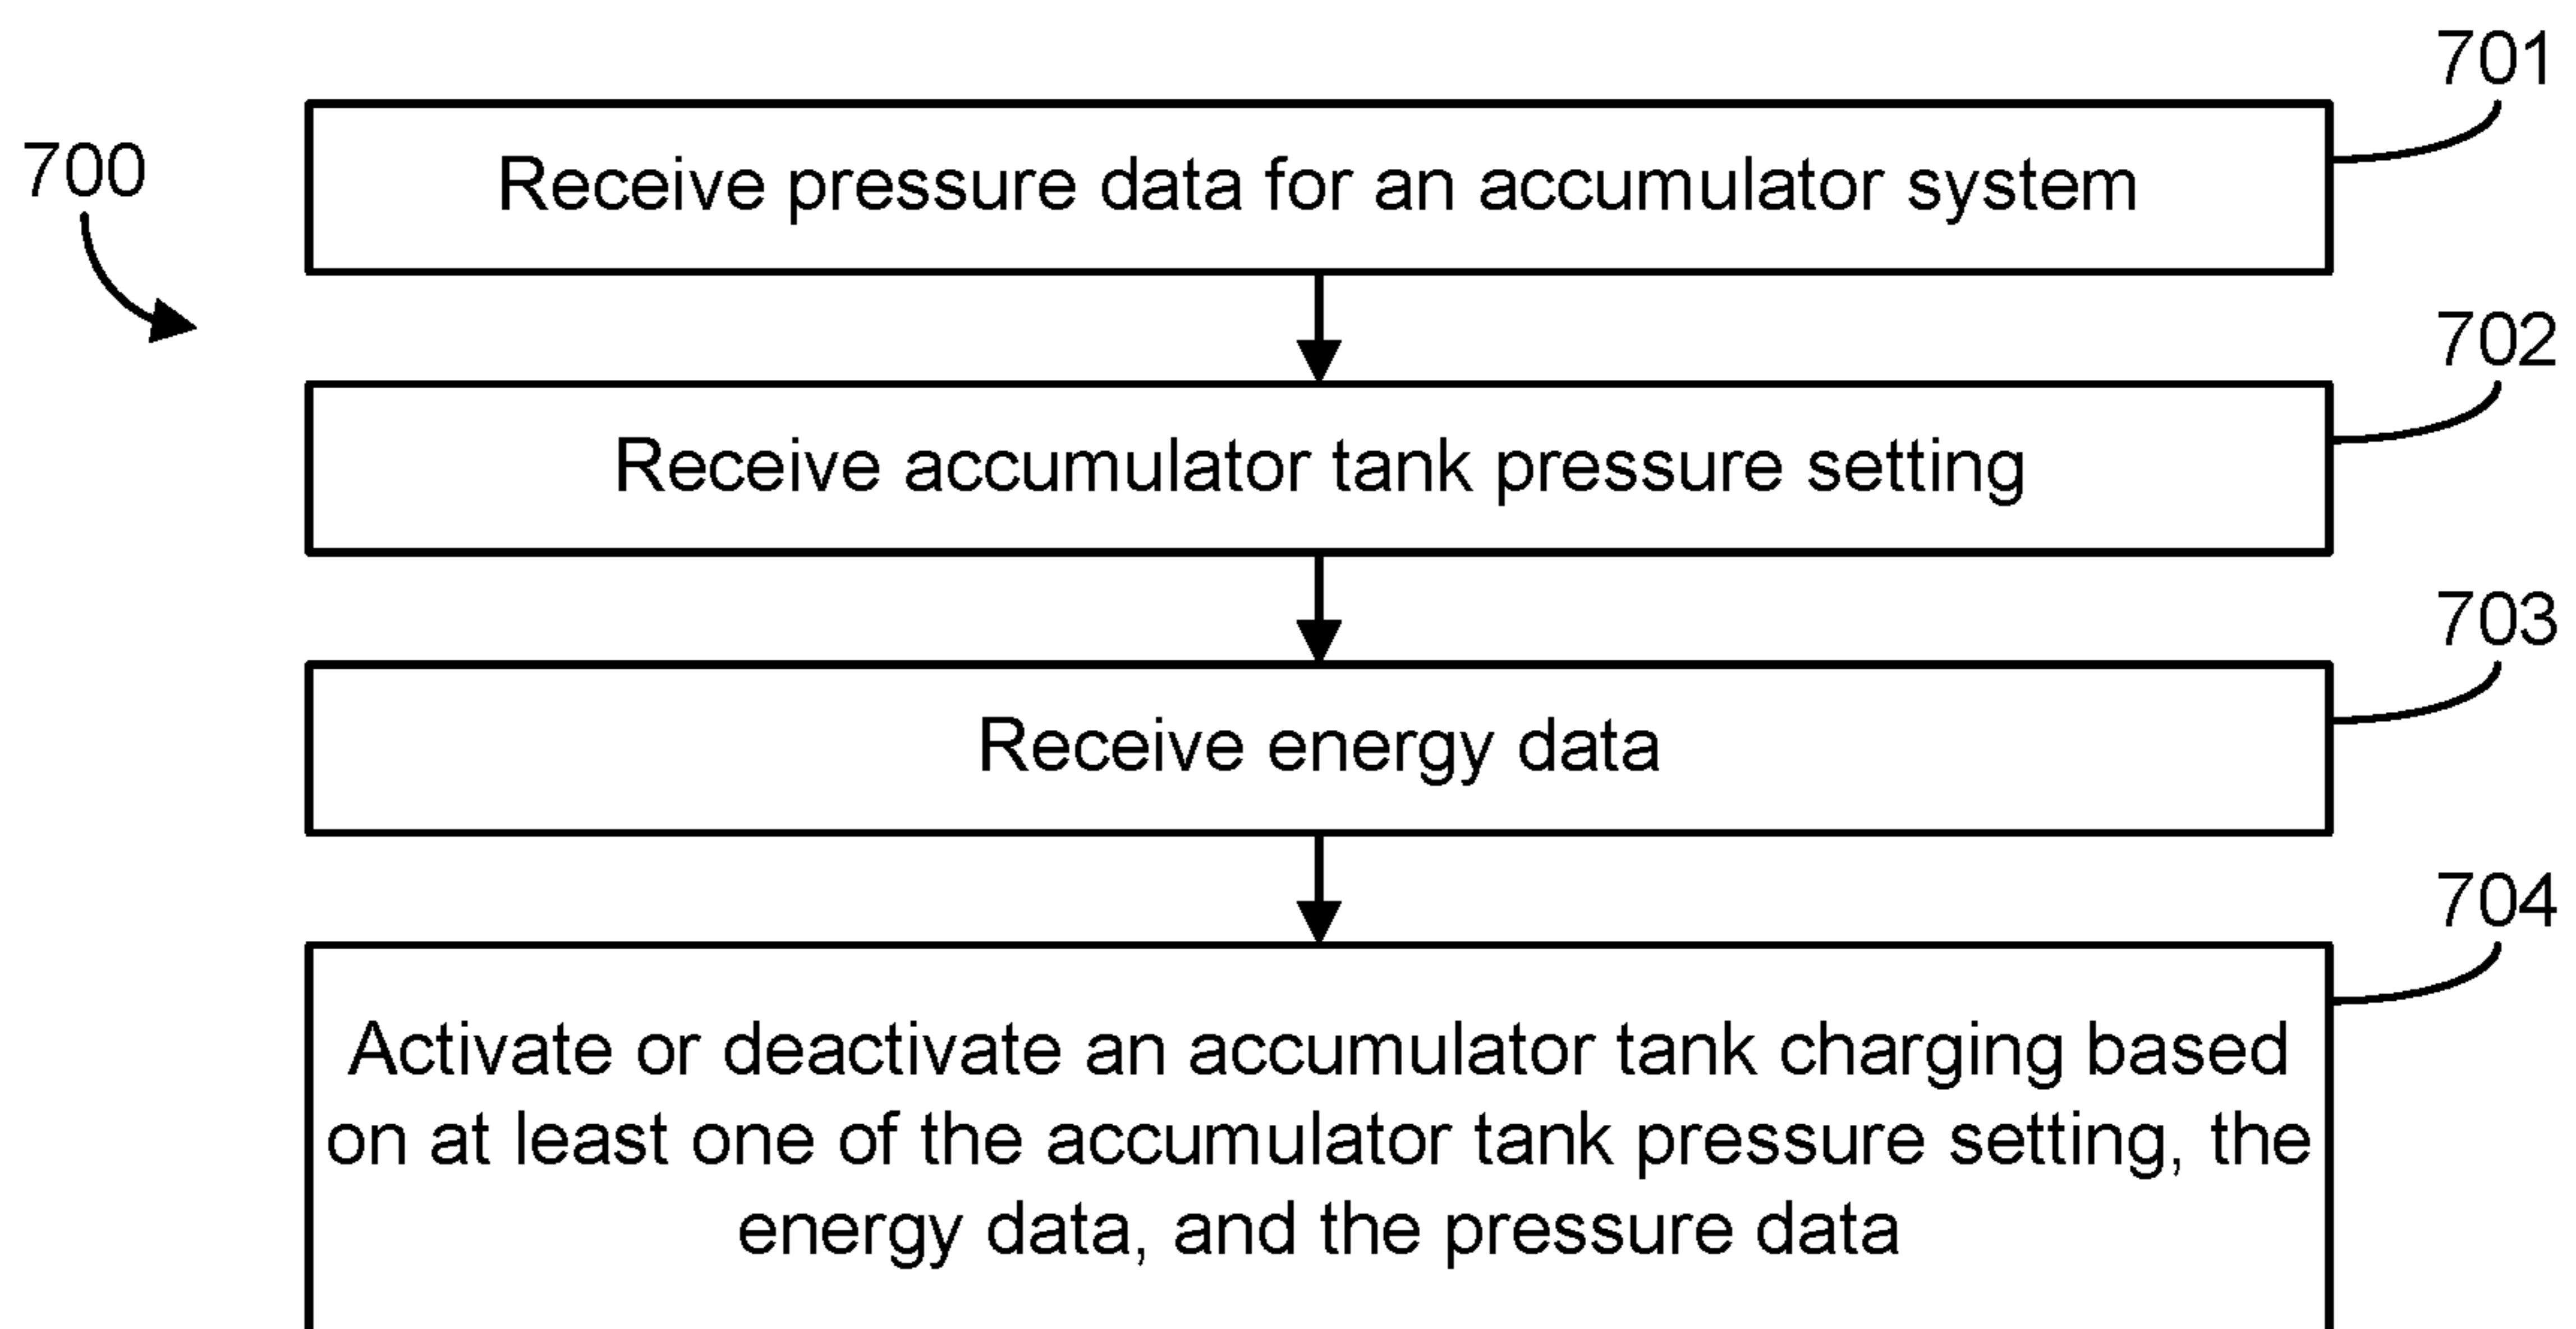 701
700
Receive pressure data for an accumulator system
702
Receive accumulator tank pressure setting
703
Receive energy data
704
Activate or deactivate an accumulator tank charging based
on at least one of the accumulator tank pressure setting, the
energy data, and the pressure data